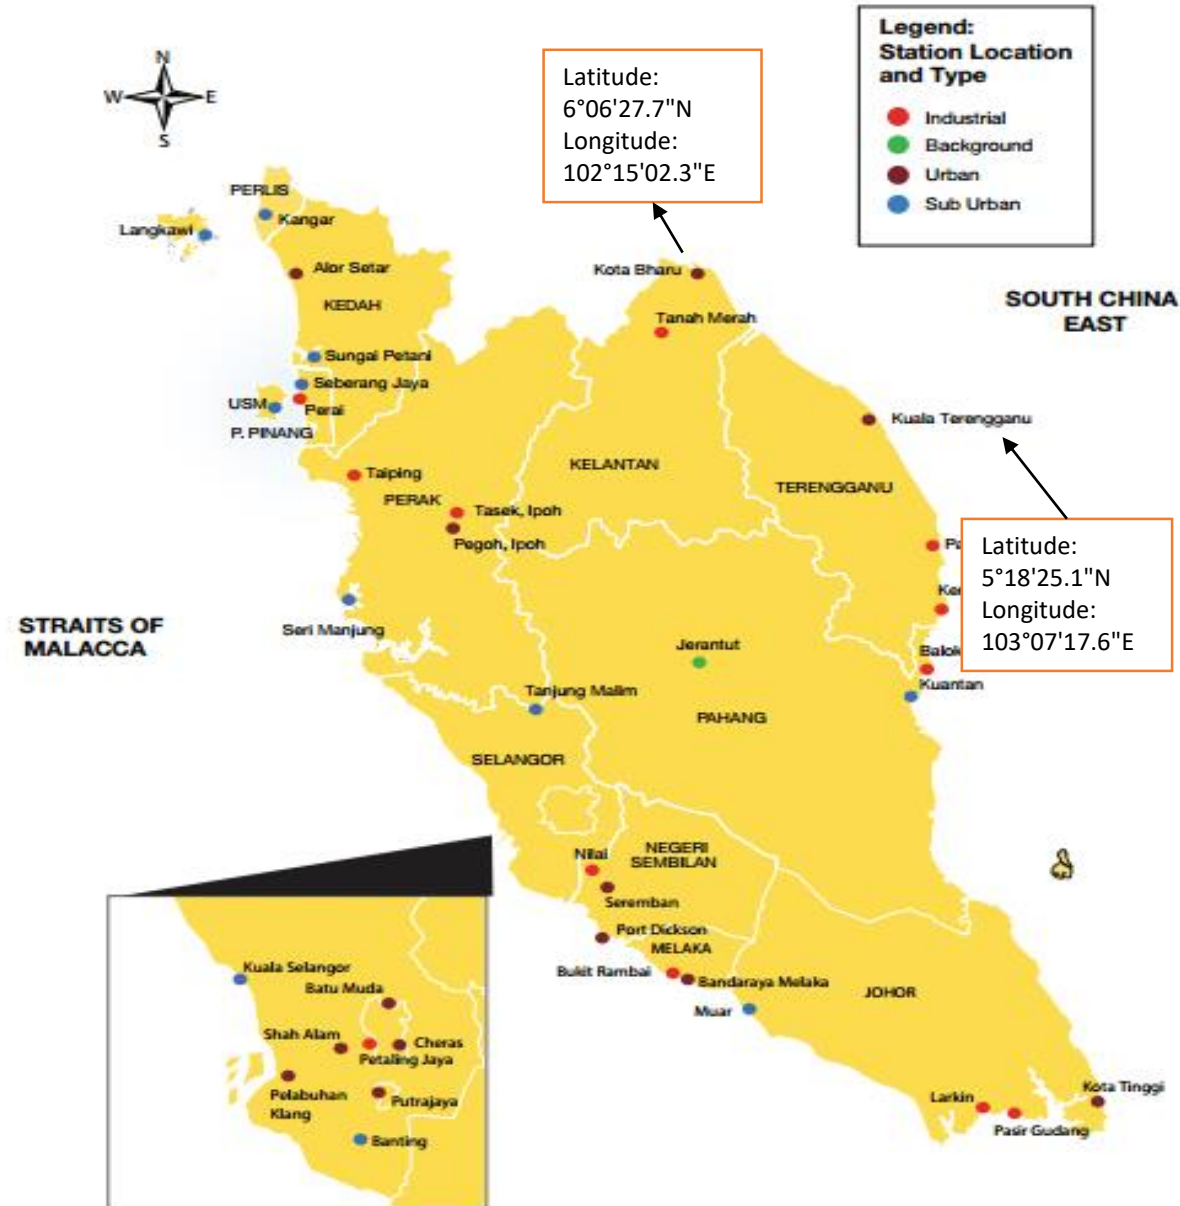 Legend:
Station Location
and Type
Industrial
Background
Urban
Sub Urban
N
W
E
S
Latitude:
6°06'27.7"N
Longitude:
102°15'02.3"E
PERLIS
Kangar
Langkawi
Alor Setar
KEDAH
Kota Bharu
Tanah Merah
SOUTH CHINA
EAST
Sungai Petani
Seberang Jaya
USM
Perai
P. PINANG
Kuala Terengganu
Taiping
PERAK
KELANTAN
TERENGGANU
Tasek, Ipoh
Pegoh, Ipoh
Latitude:
5°18'25.1"N
Longitude:
103°07'17.6"E
STRAITS OF
MALACCA
Seri Manjung
Jerantut
Balok
Kuantan
Tanjung Malim
PAHANG
SELANGOR
Nilai
NEGERI
SEMBILAN
Seremban
Port Dickson
MELAKA
Bukit Rambai
Bandaraya Melaka
Muar
JOHOR
Kuala Selangor
Batu Muda
Shah Alam
Cheras
Petaling Jaya
Pelabuhan
Klang
Putrajaya
Banting
Larkin
Kota Tinggi
Pasir Gudang